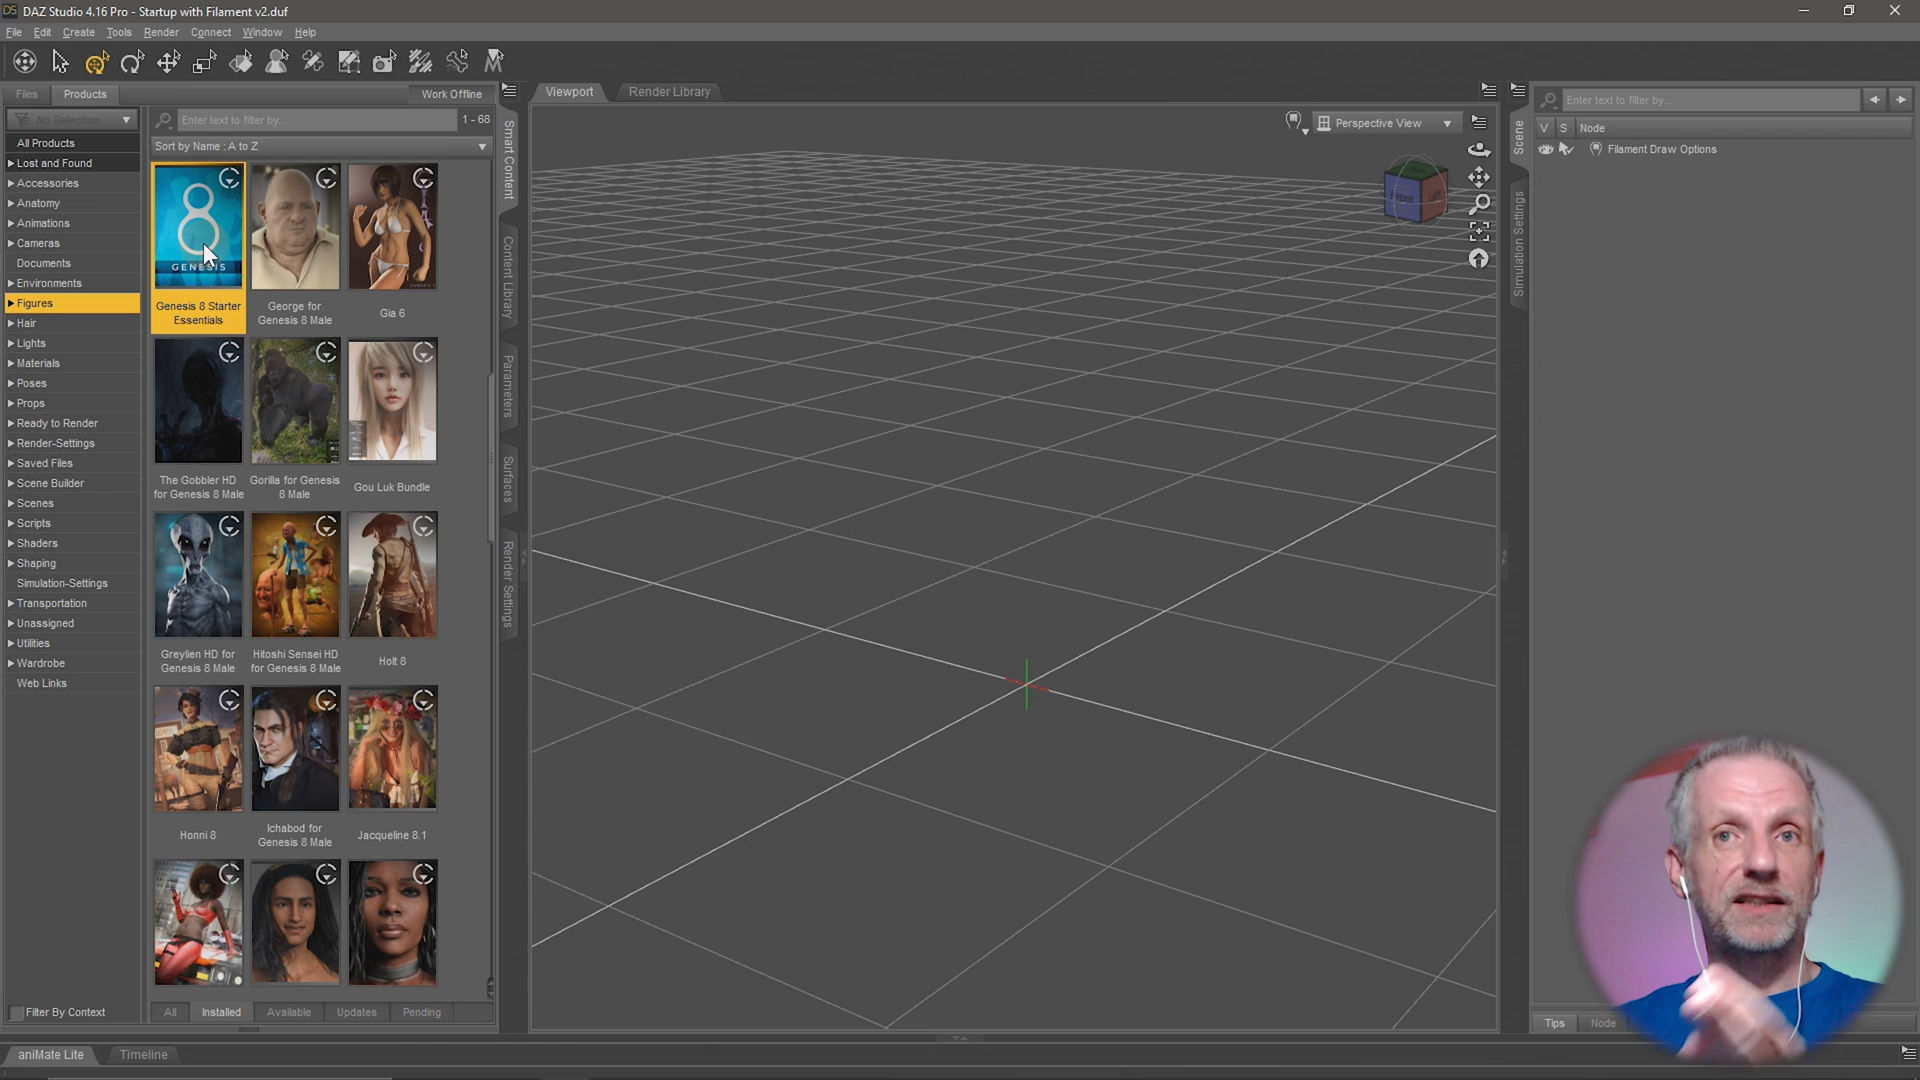 DS DAZ Studio 4.16 Pro - Startup with Filament v2.duf
File Edit Create Tools Render Connect Window Help
Files Products Work Offline
No Selection
Enter text to filter by... 1 - 68
Sort by Name : A to Z
All Products
Lost and Found
Accessories
Anatomy
Animations
Cameras
Documents
Environments
Figures
Hair
Lights
Materials
Poses
Props
Ready to Render
Render-Settings
Saved Files
Scene Builder
Scenes
Scripts
Shaders
Shaping
Simulation-Settings
Transportation
Unassigned
Utilities
Wardrobe
Web Links
Filter By Context
8
GENESIS
Genesis 8 Starter
Essentials
George for
Genesis 8 Male
Gia 6
The Gobbler HD
for Genesis 8 Male
Gorilla for Genesis
8 Male
Gou Luk Bundle
Greylien HD for
Genesis 8 Male
Hitoshi Sensei HD
for Genesis 8 Male
Holt 8
Honni 8
Ichabod for
Genesis 8 Male
Jacqueline 8.1
All Installed Available Updates Pending
Smart Content
Content Library
Parameters
Surfaces
Render Settings
Viewport Render Library
Perspective View
Front
Left
Scene
Simulation Settings
Enter text to filter by...
V S Node
Filament Draw Options
Tips Node
aniMate Lite Timeline